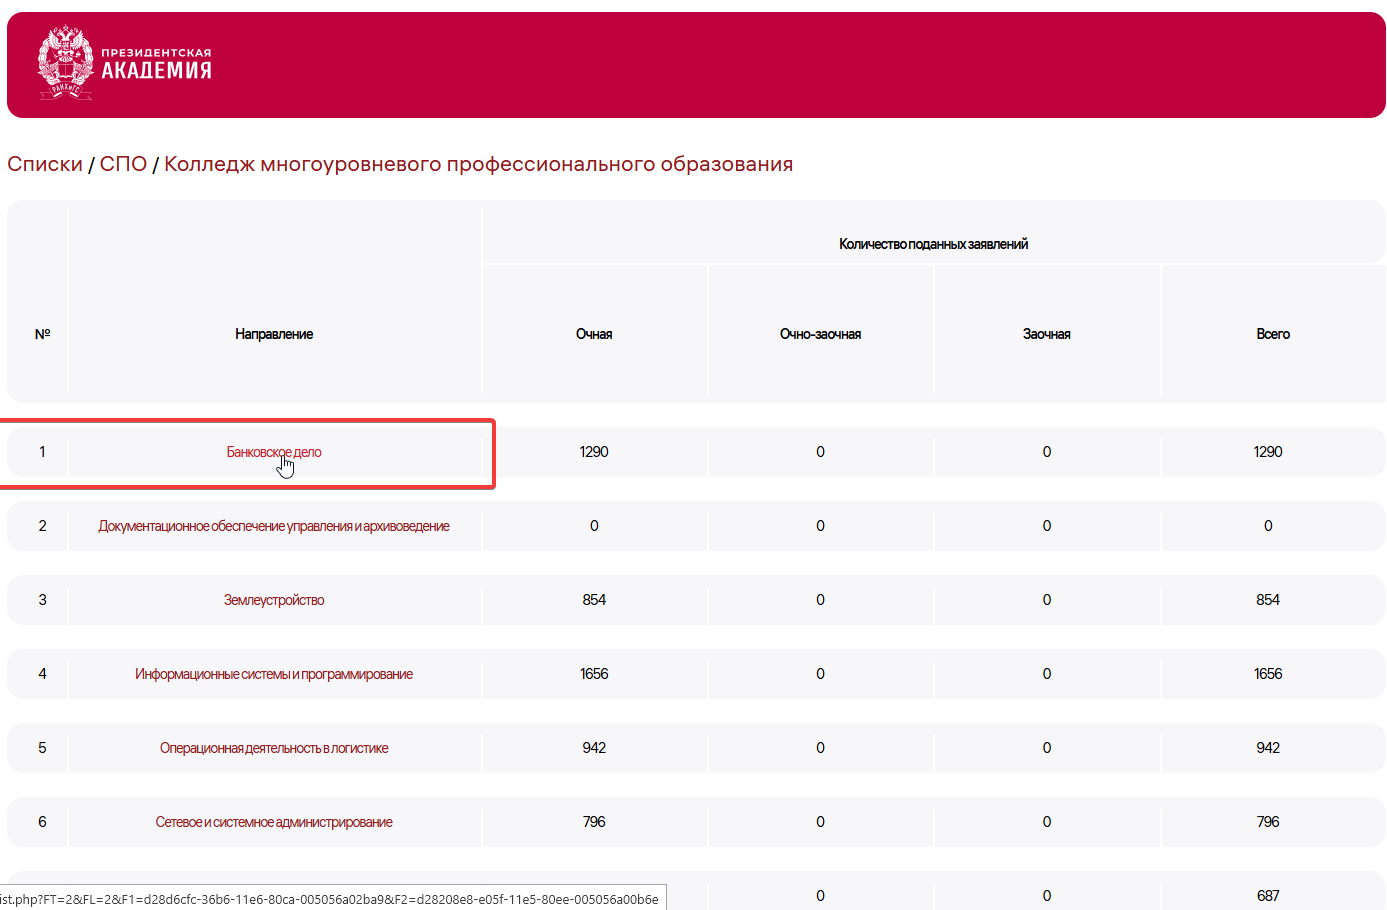 ПРЕЗИДЕНТСКАЯ
АКАДЕМИЯ
РАНХиГС
Списки / СПО / Колледж многоуровневого профессионального образования
Количество поданных заявлений
№ Направление Очная Очно-заочная Заочная Всего
1 Банковское дело 1290 0 0 1290
2 Документационное обеспечение управления и архивоведение 0 0 0 0
3 Землеустройство 854 0 0 854
4 Информационные системы и программирование 1656 0 0 1656
5 Операционная деятельность в логистике 942 0 0 942
6 Сетевое и системное администрирование 796 0 0 796
0 0 687
ist.php?FT=2&FL=2&F1=d28d6cfc-36b6-11e6-80ca-005056a02ba9&F2=d28208e8-e05f-11e5-80ee-005056a00b6e